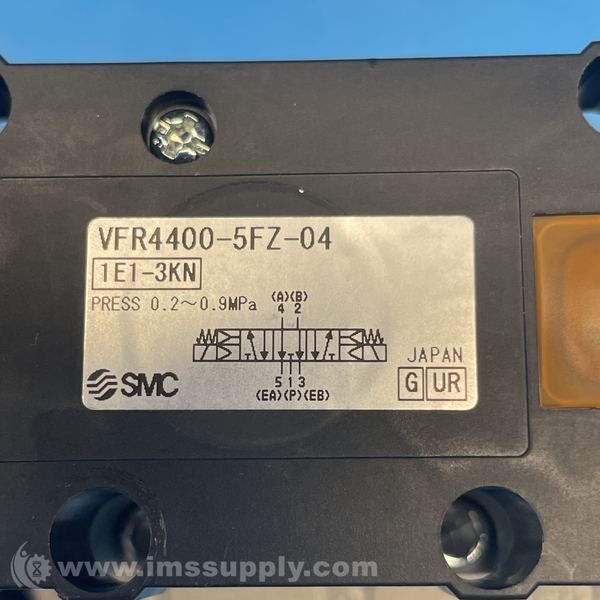 VFR4400-5FZ-04
1E1-3KN
PRESS 0.2~0.9MPa
(A)(B)
4 2
5 1 3
(EA)(P)(EB)
SMC
JAPAN
G UR
www.imssupply.com